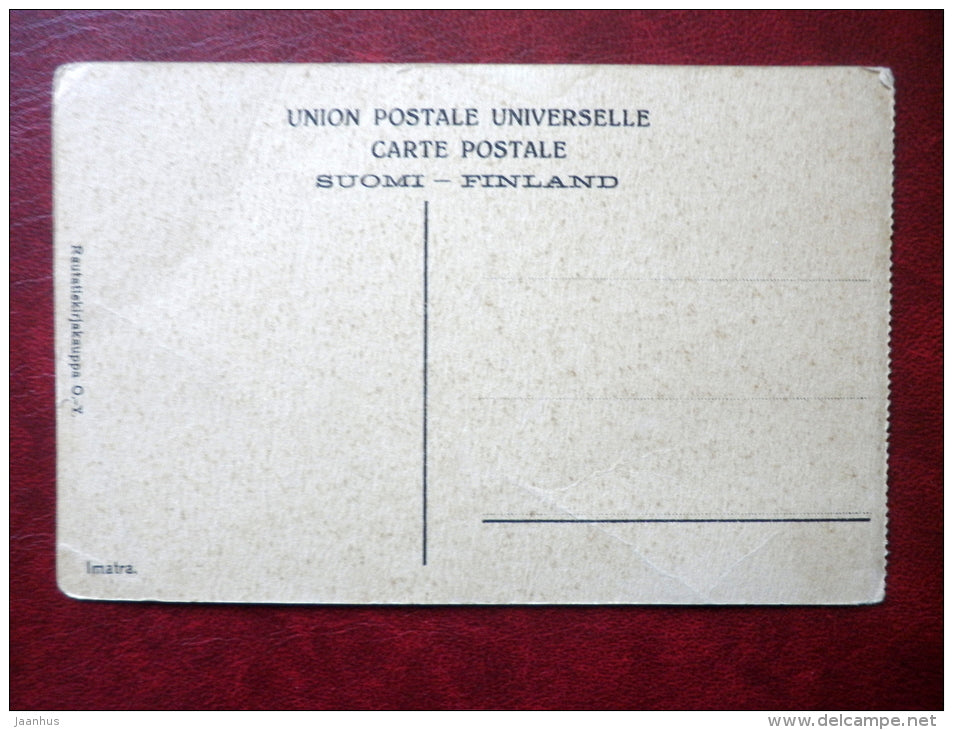 UNION POSTALE UNIVERSELLE
CARTE POSTALE
SUOMI – FINLAND
Rautatiekirjakauppa O.-Y.
Imatra.
jaanhus
www.delcampe.net